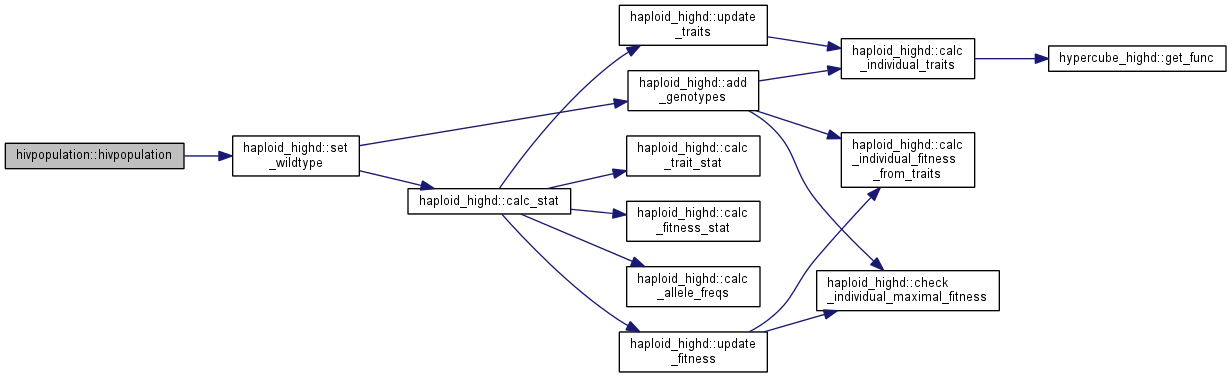 hivpopulation::hivpopulation
haploid_highd::set
_wildtype
haploid_highd::calc_stat
haploid_highd::update
_traits
haploid_highd::add
_genotypes
haploid_highd::calc
_trait_stat
haploid_highd::calc
_fitness_stat
haploid_highd::calc
_allele_freqs
haploid_highd::update
_fitness
haploid_highd::calc
_individual_traits
haploid_highd::calc
_individual_fitness
_from_traits
haploid_highd::check
_individual_maximal_fitness
hypercube_highd::get_func